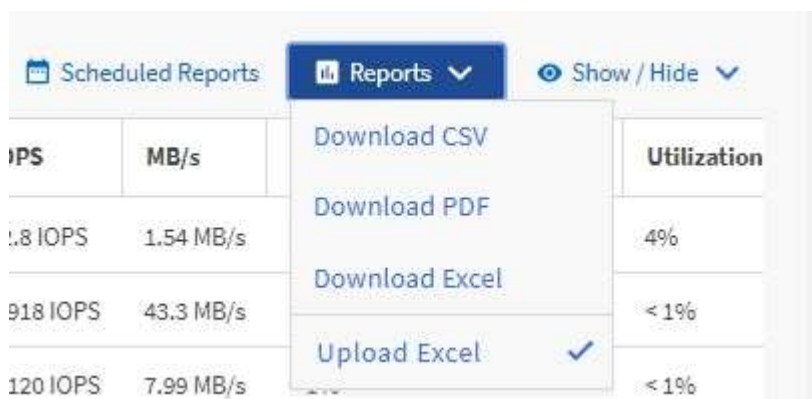 Scheduled Reports Reports Show / Hide
MB/s Utilization
Download CSV
Download PDF
1.54 MB/s 4%
Download Excel
918 IOPS 43.3 MB/s < 1%
Upload Excel
120 IOPS 7.99 MB/s < 1%